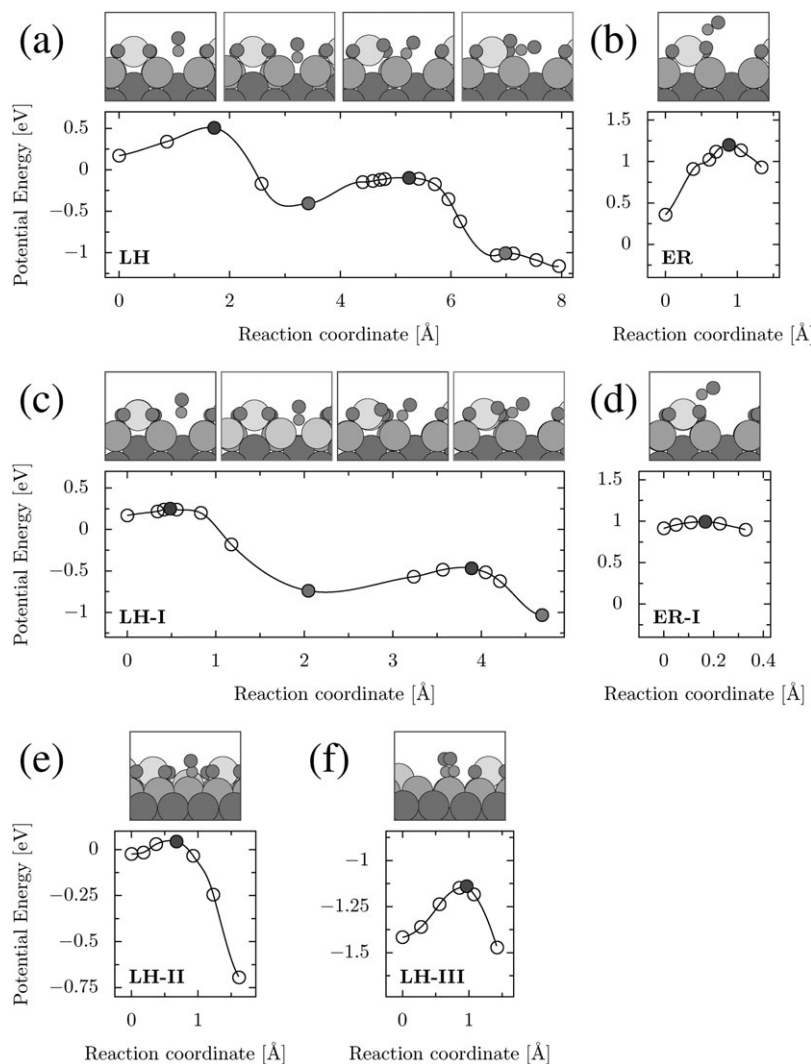 (a)
(b)
Potential Energy [eV]
0.5
0
−0.5
−1
LH
0
2
4
6
8
Reaction coordinate [Å]
1.5
1
0.5
0
ER
0
1
Reaction coordinate [Å]
(c)
(d)
Potential Energy [eV]
0.5
0
−0.5
−1
LH-I
0
1
2
3
4
Reaction coordinate [Å]
1.5
1
0.5
0
ER-I
0
0.2
0.4
Reaction coordinate [Å]
(e)
(f)
Potential Energy [eV]
0
−0.25
−0.5
−0.75
LH-II
0
1
Reaction coordinate [Å]
−1
−1.25
−1.5
LH-III
0
1
Reaction coordinate [Å]